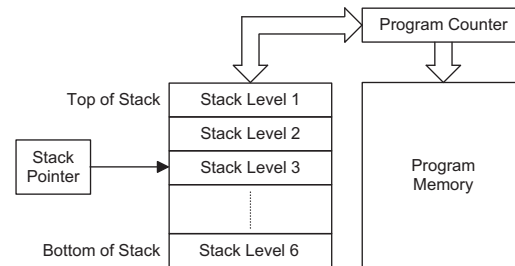 Program Counter
Top of Stack
Stack Level 1
Stack Level 2
Stack
Pointer
Stack Level 3
Program
Memory
Bottom of Stack
Stack Level 6